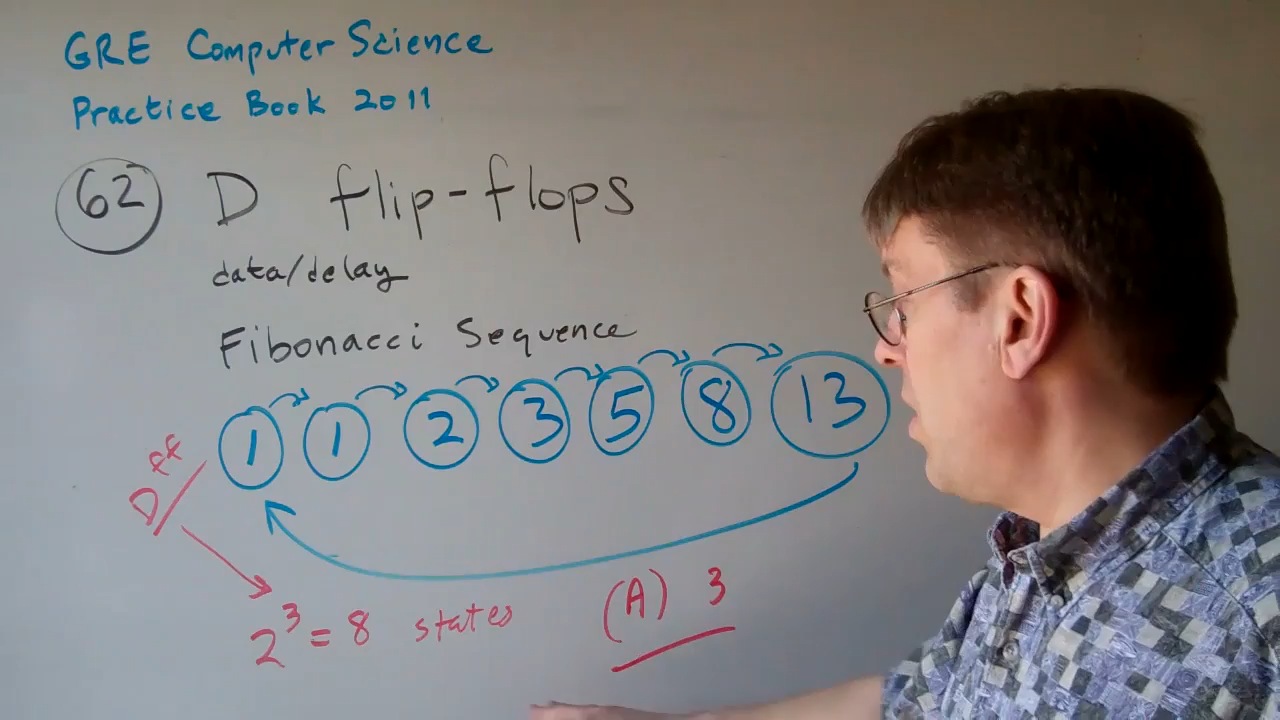 GRE Computer Science
Practice Book 2011
62 D flip-flops
data/delay
Fibonacci Sequence
1 1 2 3 5 8 13
D ff
2^3 = 8 states
(A) 3